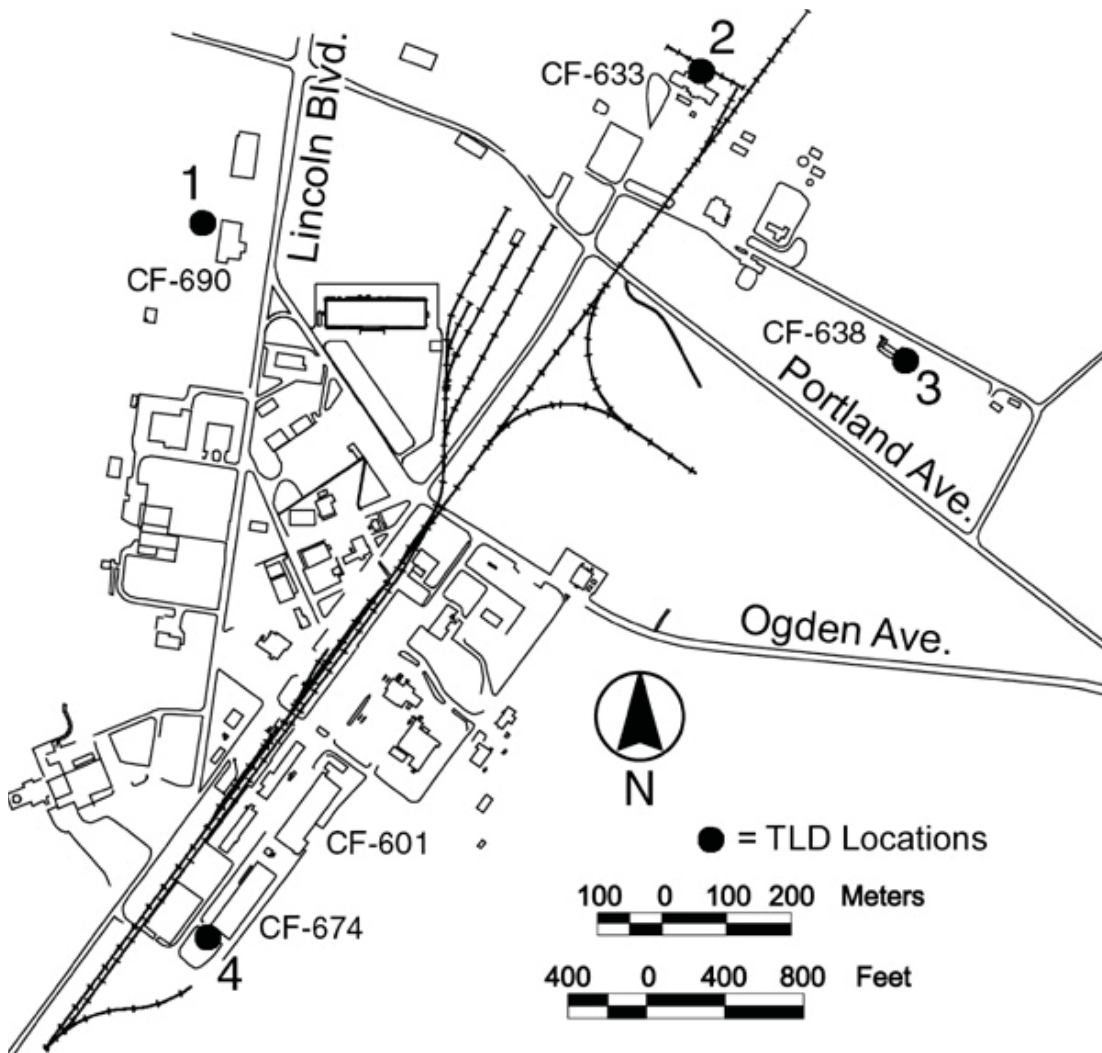 2
CF-633
Lincoln Blvd.
1
CF-690
CF-638
3
Portland Ave.
Ogden Ave.
N
CF-601
= TLD Locations
100 0 100 200 Meters
CF-674
4
400 0 400 800 Feet